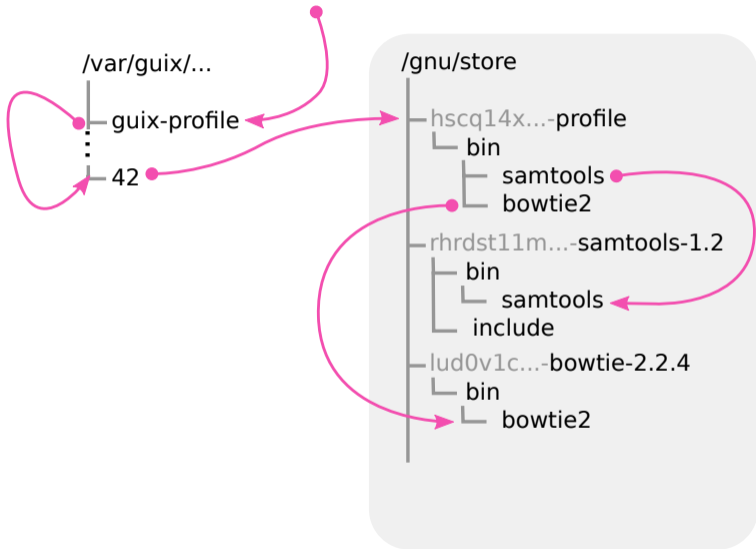 /var/guix/...
guix-profile
42
/gnu/store
hscq14x...-profile
bin
samtools
bowtie2
rhrdst11m...-samtools-1.2
bin
samtools
include
lud0v1c...-bowtie-2.2.4
bin
bowtie2